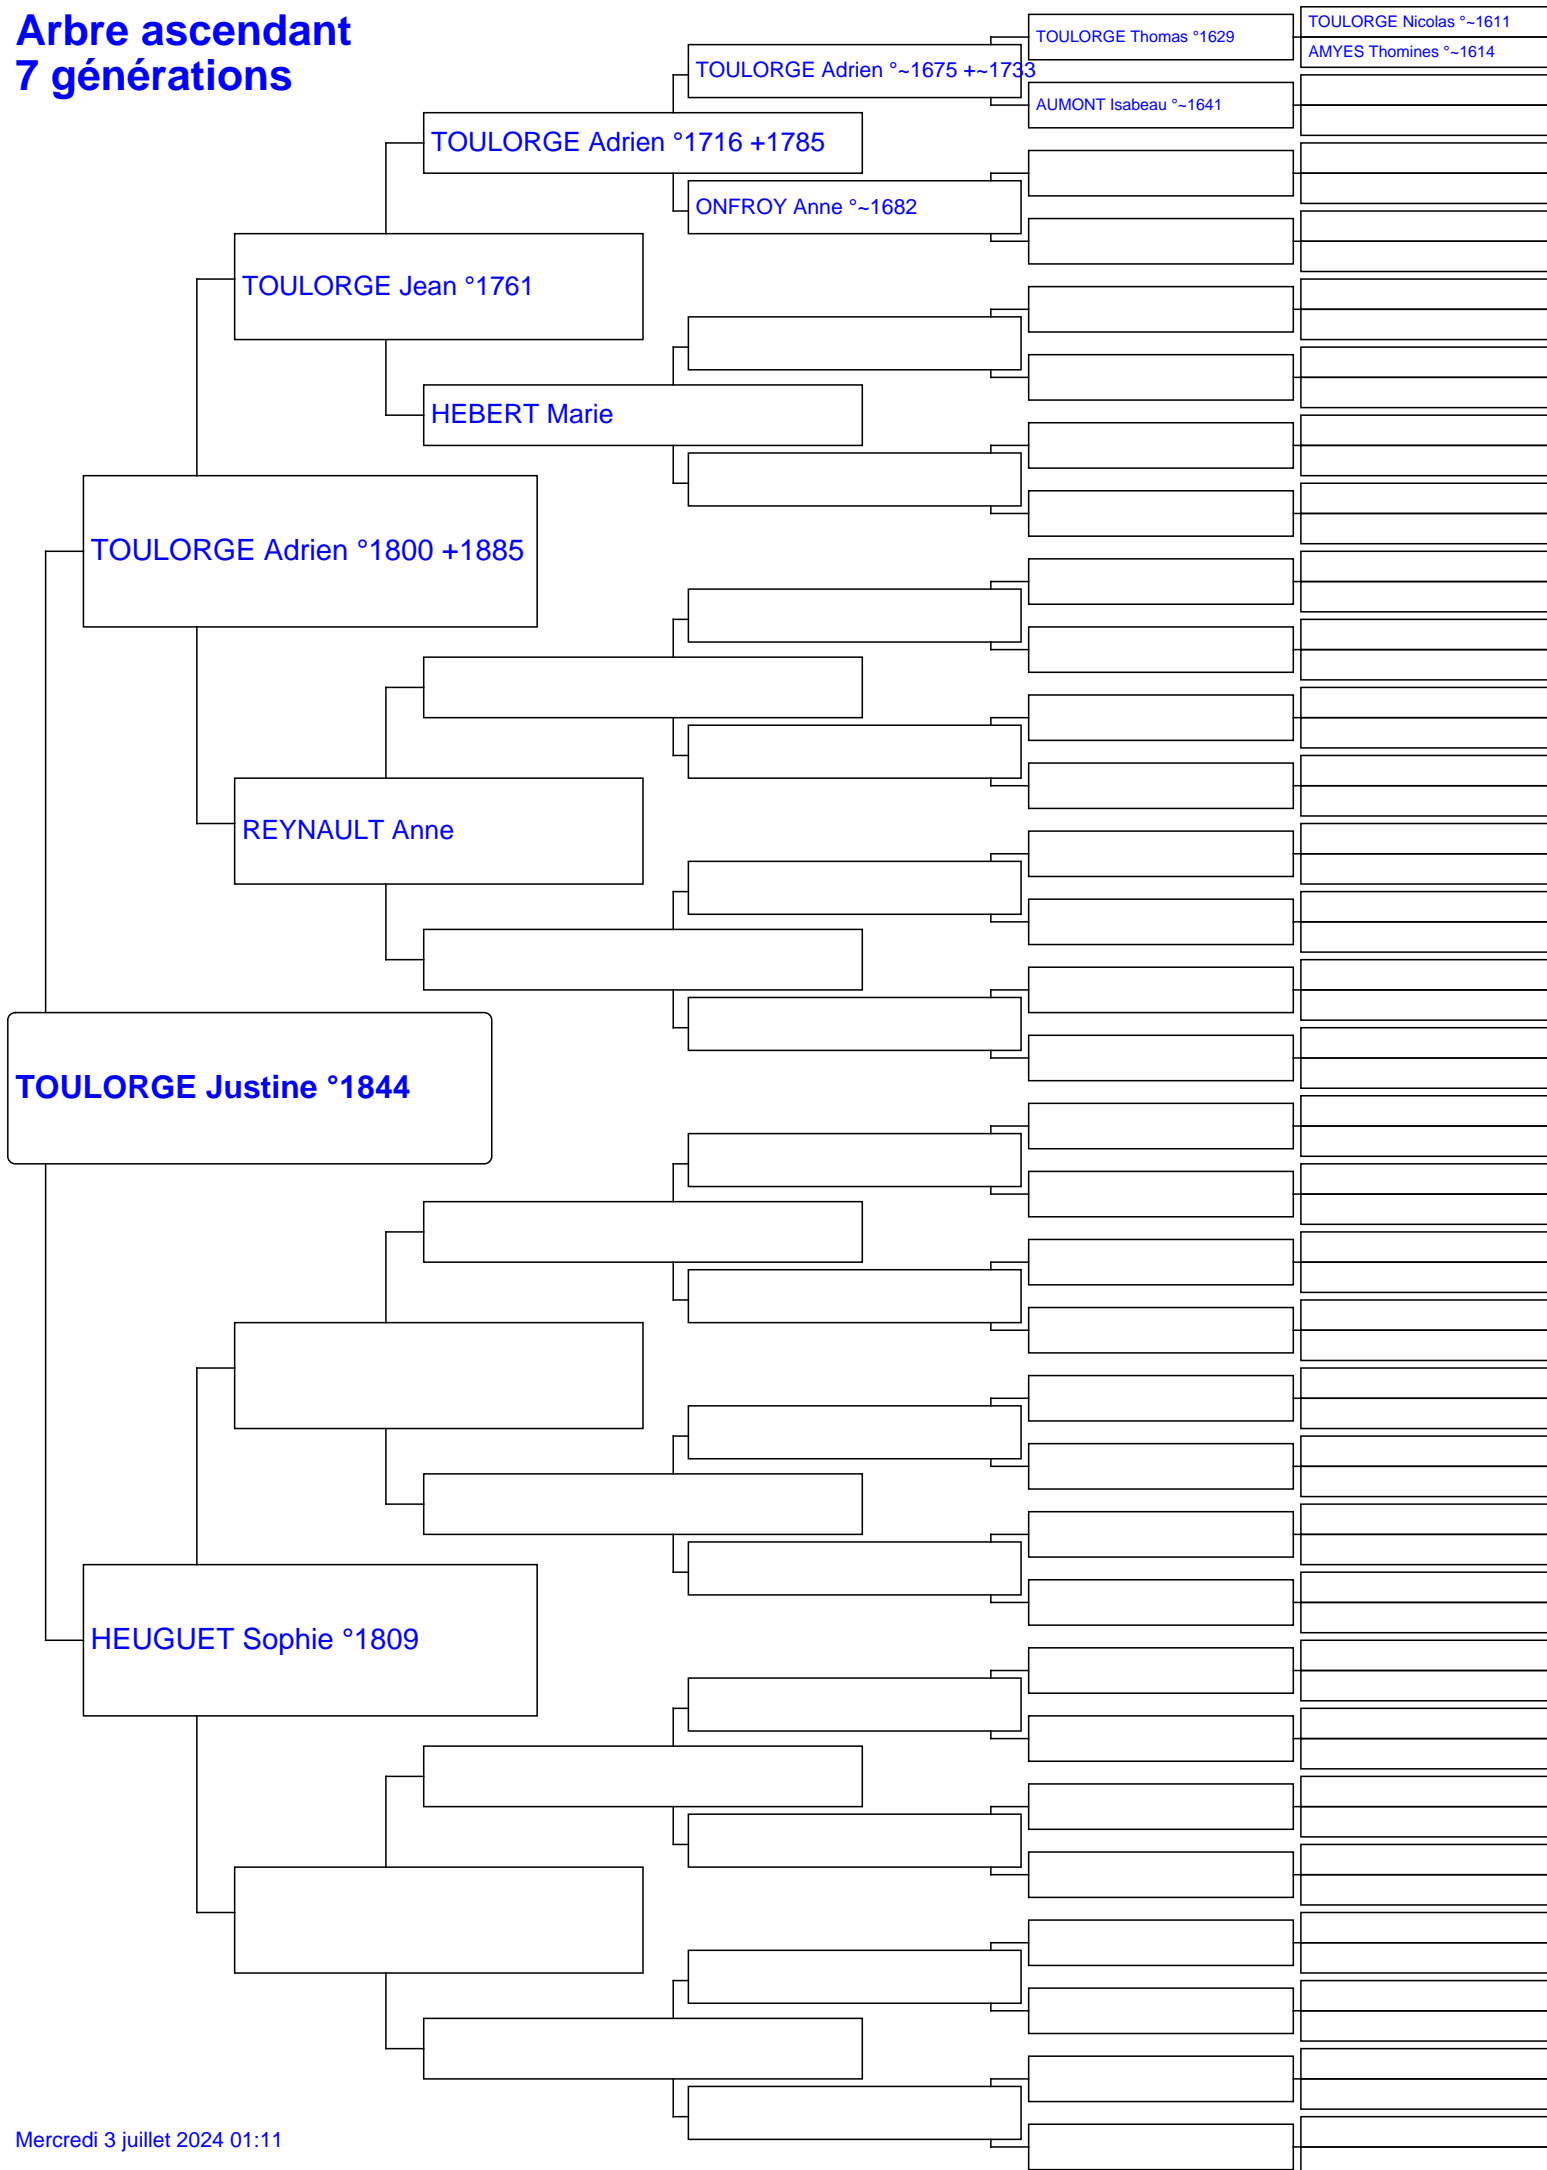 Arbre ascendant
7 générations
TOULORGE Nicolas °~1611
TOULORGE Thomas °1629
AMYES Thomines °~1614
TOULORGE Adrien °~1675 +~1733
AUMONT Isabeau °~1641
TOULORGE Adrien °1716 +1785
ONFROY Anne °~1682
TOULORGE Jean °1761
HEBERT Marie
TOULORGE Adrien °1800 +1885
REYNAULT Anne
TOULORGE Justine °1844
HEUGUET Sophie °1809
Mercredi 3 juillet 2024 01:11